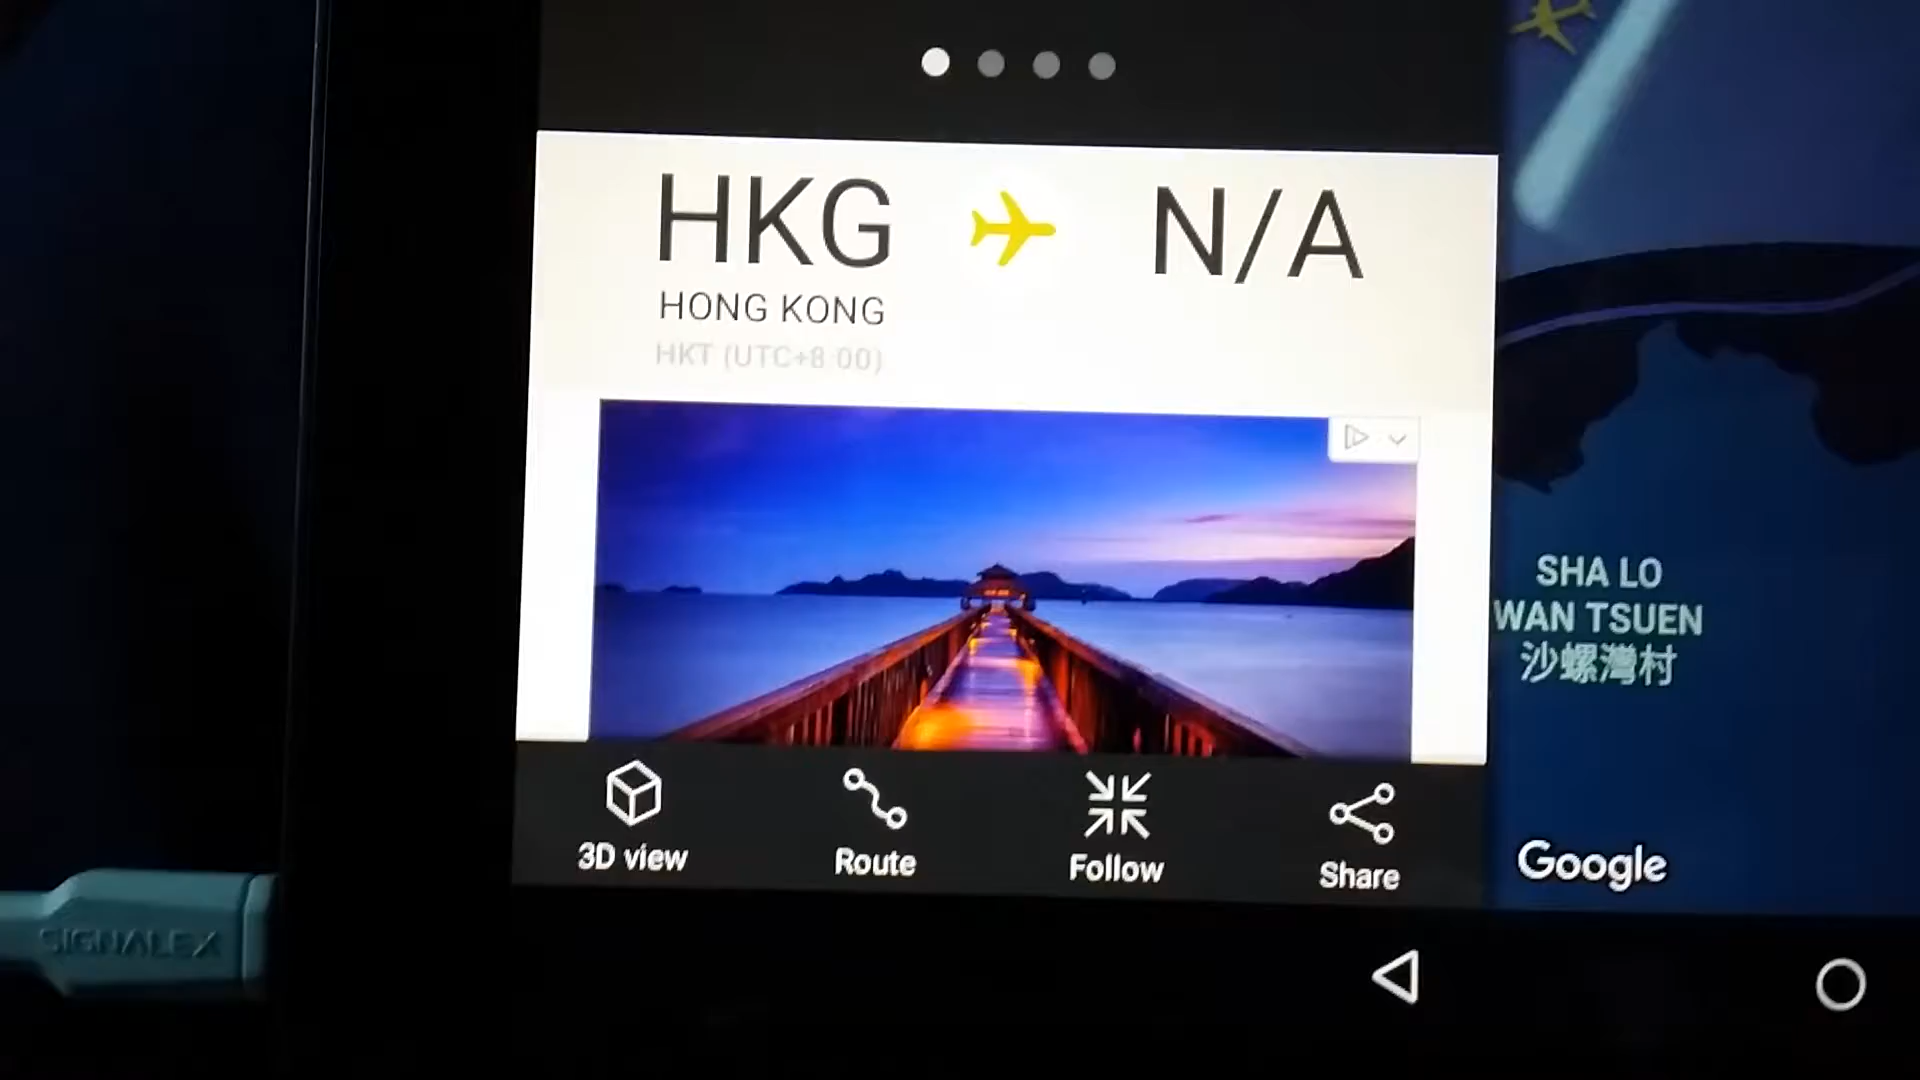 HKG N/A
HONG KONG
HKT (UTC+8:00)
SHA LO
WAN TSUEN
沙螺灣村
3D view
Route
Follow
Share
Google
SIGNALEX